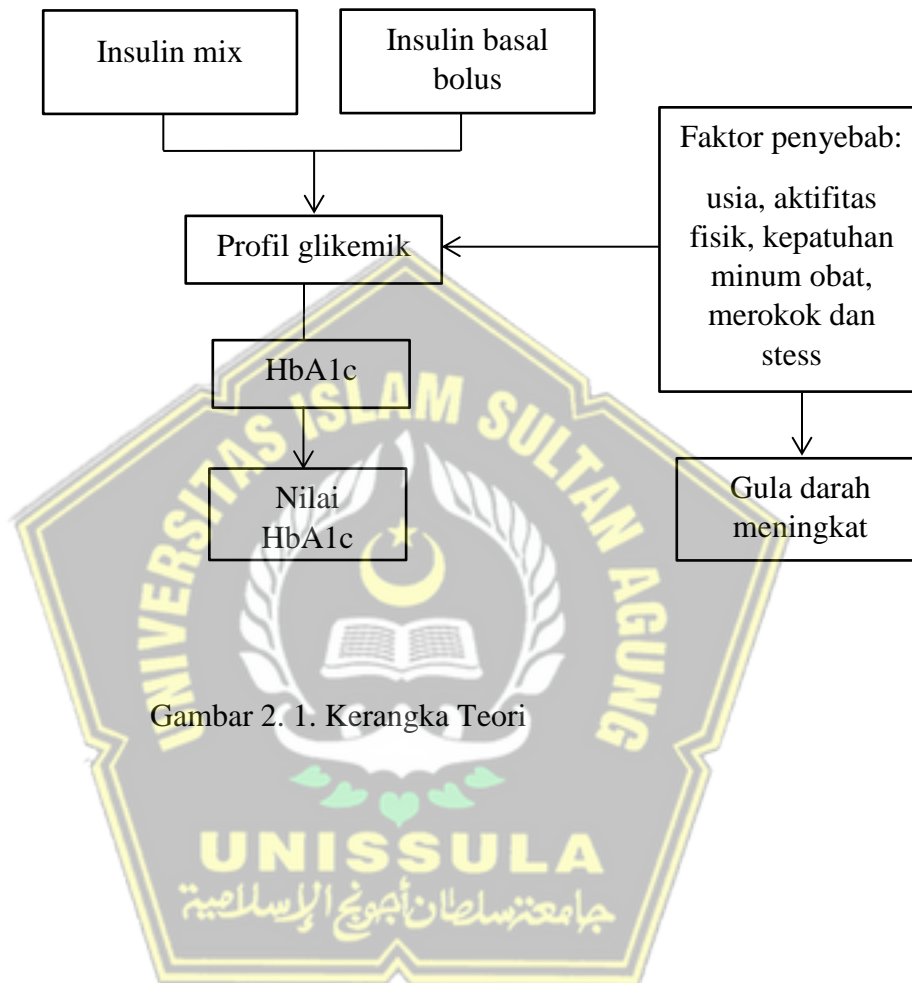 Insulin mix
Insulin basal
bolus
Faktor penyebab:
usia, aktifitas
fisik, kepatuhan
minum obat,
merokok dan
stess
Profil glikemik
HbA1c
Nilai
HbA1c
Gula darah
meningkat
Gambar 2. 1. Kerangka Teori
UNIVERSITAS ISLAM SULTAN AGUNG
UNISSULA
جامعة سلطان أجونج الإسلامية